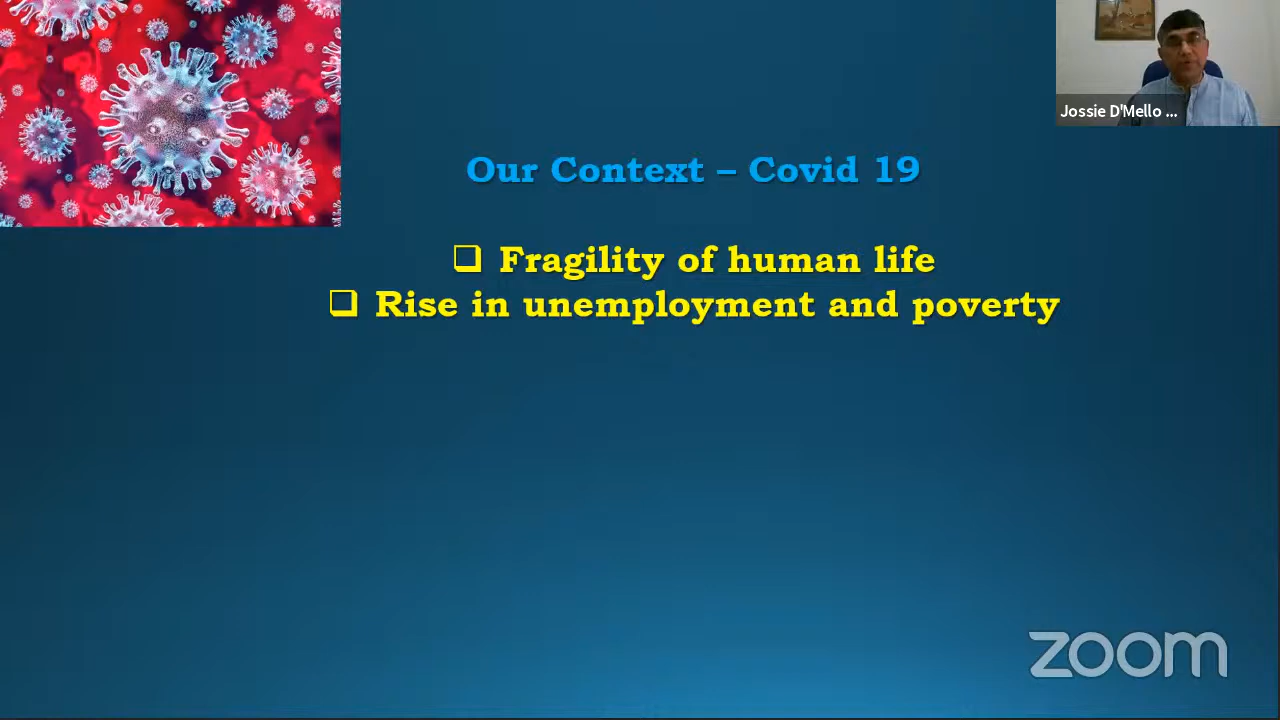 Jossie D'Mello ...
Our Context – Covid 19
Fragility of human life
Rise in unemployment and poverty
zoom